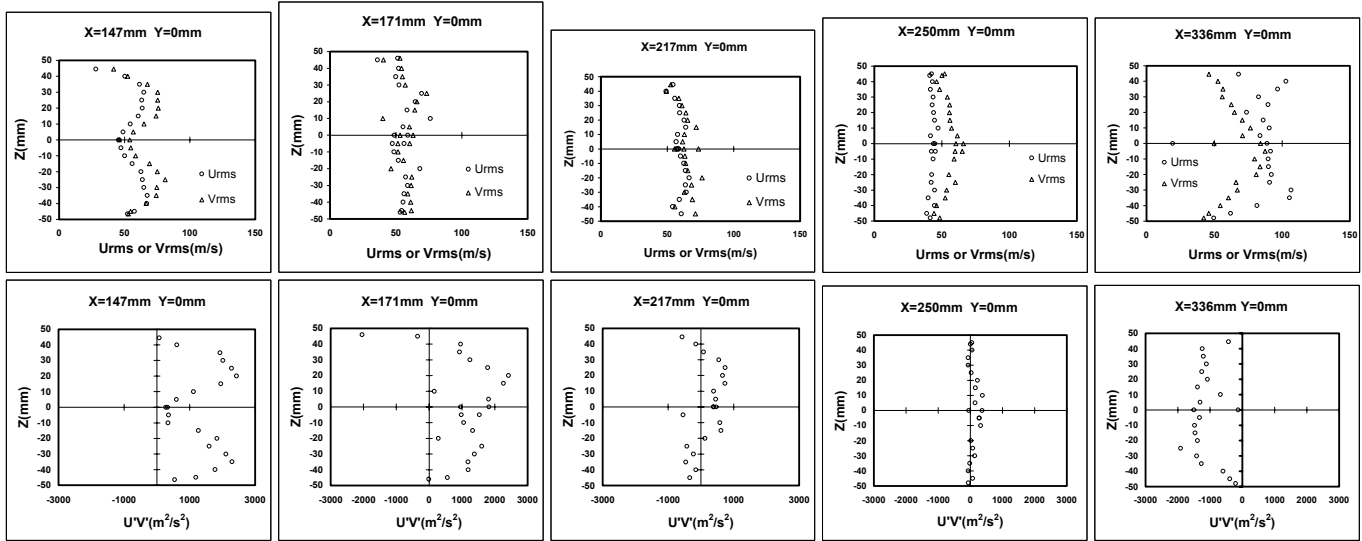 X=147mm Y=0mm
Z(mm)
50
40
30
20
10
0
-10
-20
-30
-40
-50
Urms
Vrms
0 50 100 150
Urms or Vrms(m/s)
X=171mm Y=0mm
Z(mm)
50
40
30
20
10
0
-10
-20
-30
-40
-50
Urms
Vrms
0 50 100 150
Urms or Vrms(m/s)
X=217mm Y=0mm
Z(mm)
50
40
30
20
10
0
-10
-20
-30
-40
-50
Urms
Vrms
0 50 100 150
Urms or Vrms(m/s)
X=250mm Y=0mm
Z(mm)
50
40
30
20
10
0
-10
-20
-30
-40
-50
Urms
Vrms
0 50 100 150
Urms or Vrms(m/s)
X=336mm Y=0mm
Z(mm)
50
40
30
20
10
0
-10
-20
-30
-40
-50
Urms
Vrms
0 50 100 150
Urms or Vrms(m/s)
X=147mm Y=0mm
Z(mm)
50
40
30
20
10
0
-10
-20
-30
-40
-50
-3000 -1000 1000 3000
U'V'(m²/s²)
X=171mm Y=0mm
Z(mm)
50
40
30
20
10
0
-10
-20
-30
-40
-50
-3000 -1000 1000 3000
U'V'(m²/s²)
X=217mm Y=0mm
Z(mm)
50
40
30
20
10
0
-10
-20
-30
-40
-50
-3000 -1000 1000 3000
U'V'(m²/s²)
X=250mm Y=0mm
Z(mm)
50
40
30
20
10
0
-10
-20
-30
-40
-50
-3000 -2000 -1000 0 1000 2000 3000
U'V'(m²/s²)
X=336mm Y=0mm
Z(mm)
50
40
30
20
10
0
-10
-20
-30
-40
-50
-3000 -2000 -1000 0 1000 2000 3000
U'V'(m²/s²)